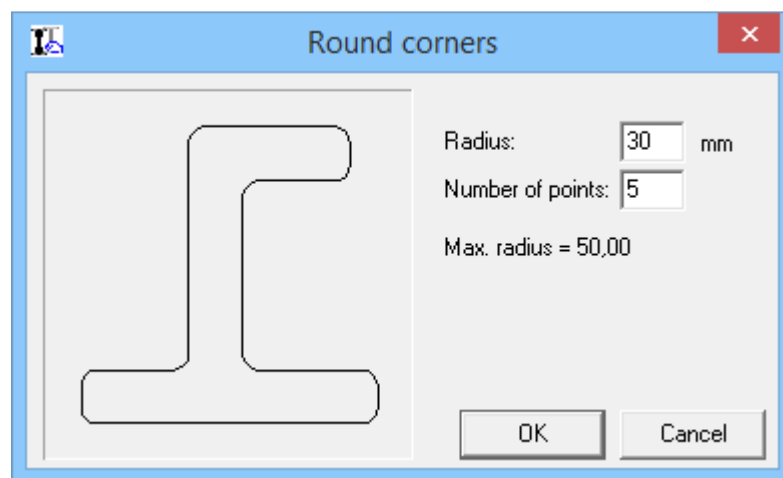 Round corners
Radius: 30 mm
Number of points: 5
Max. radius = 50,00
OK Cancel